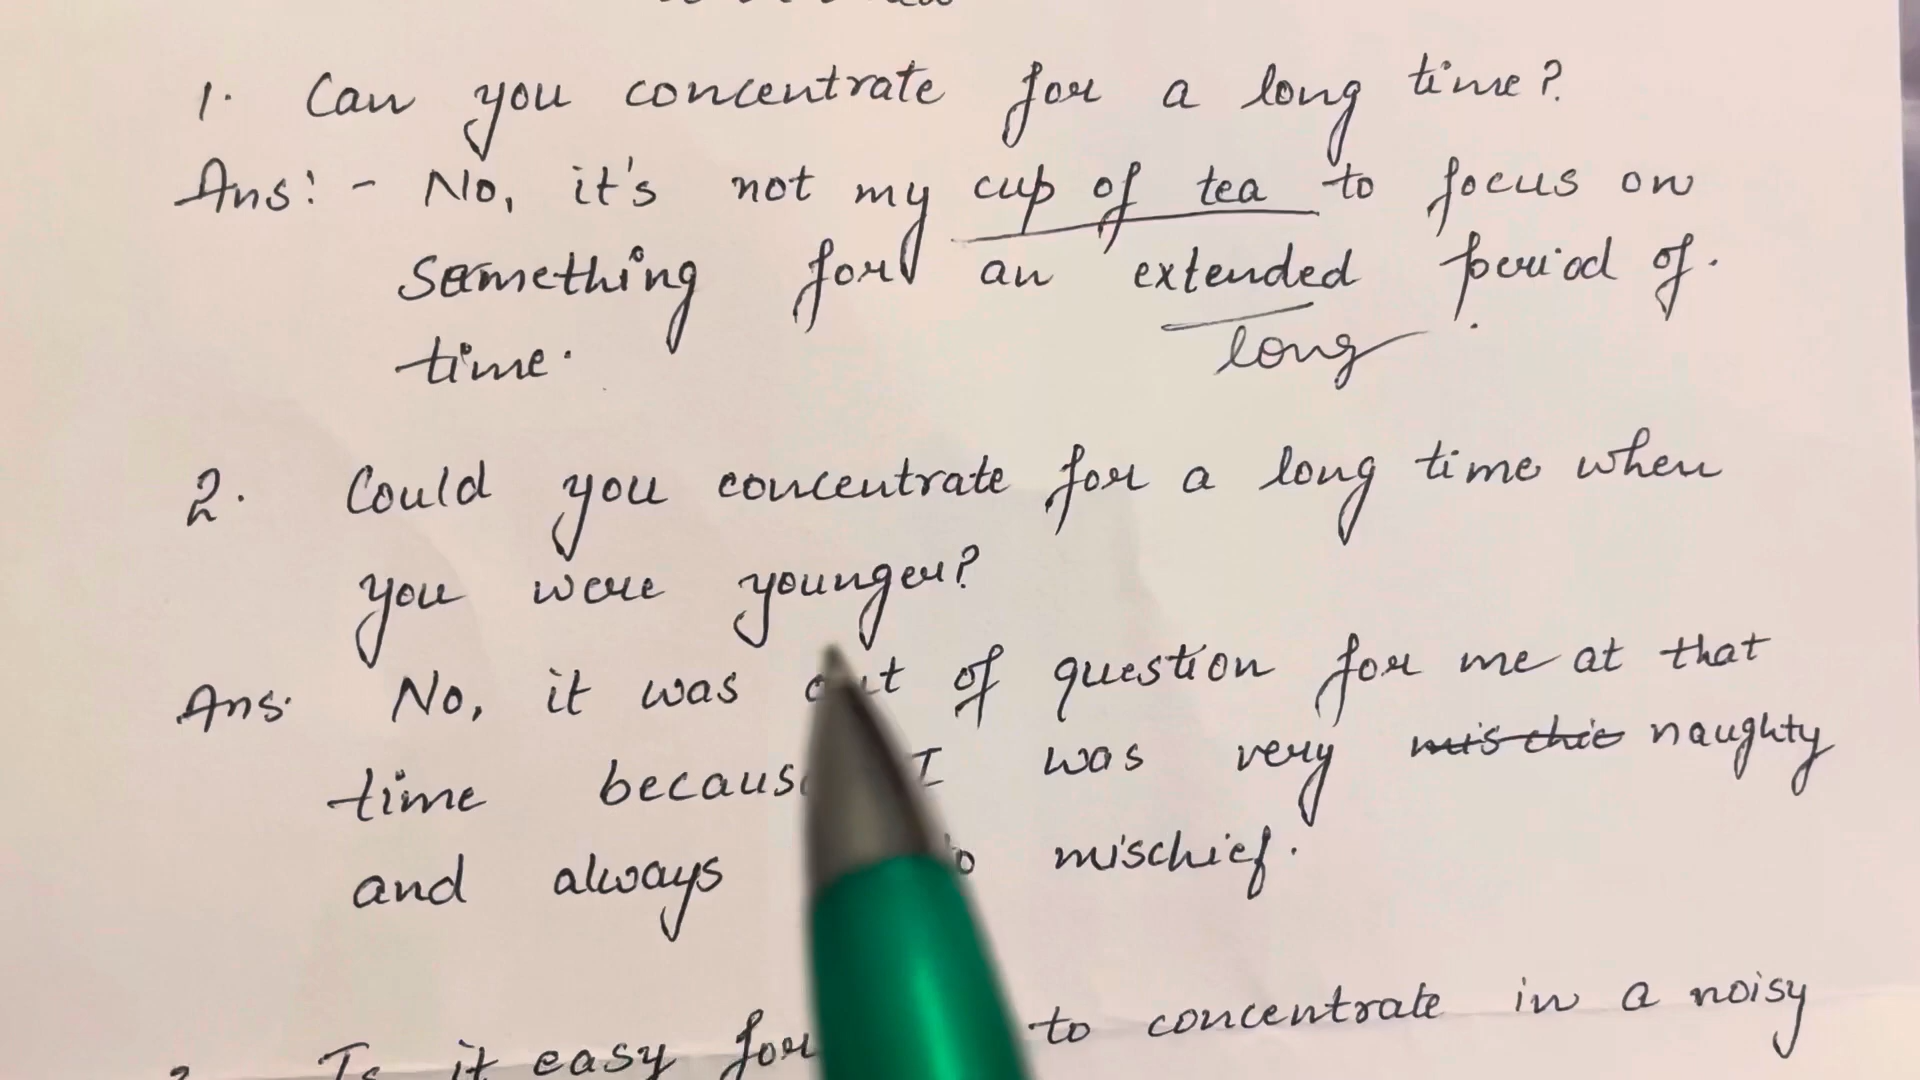 1. Can you concentrate for a long time?
Ans:- No, it's not my cup of tea to focus on
something for an extended period of.
long
time.
2. Could you concentrate for a long time when
you were younger?
Ans. No, it was out of question for me at that
time because I was very naughty
and always mischief.
Is it easy for to concentrate in a noisy